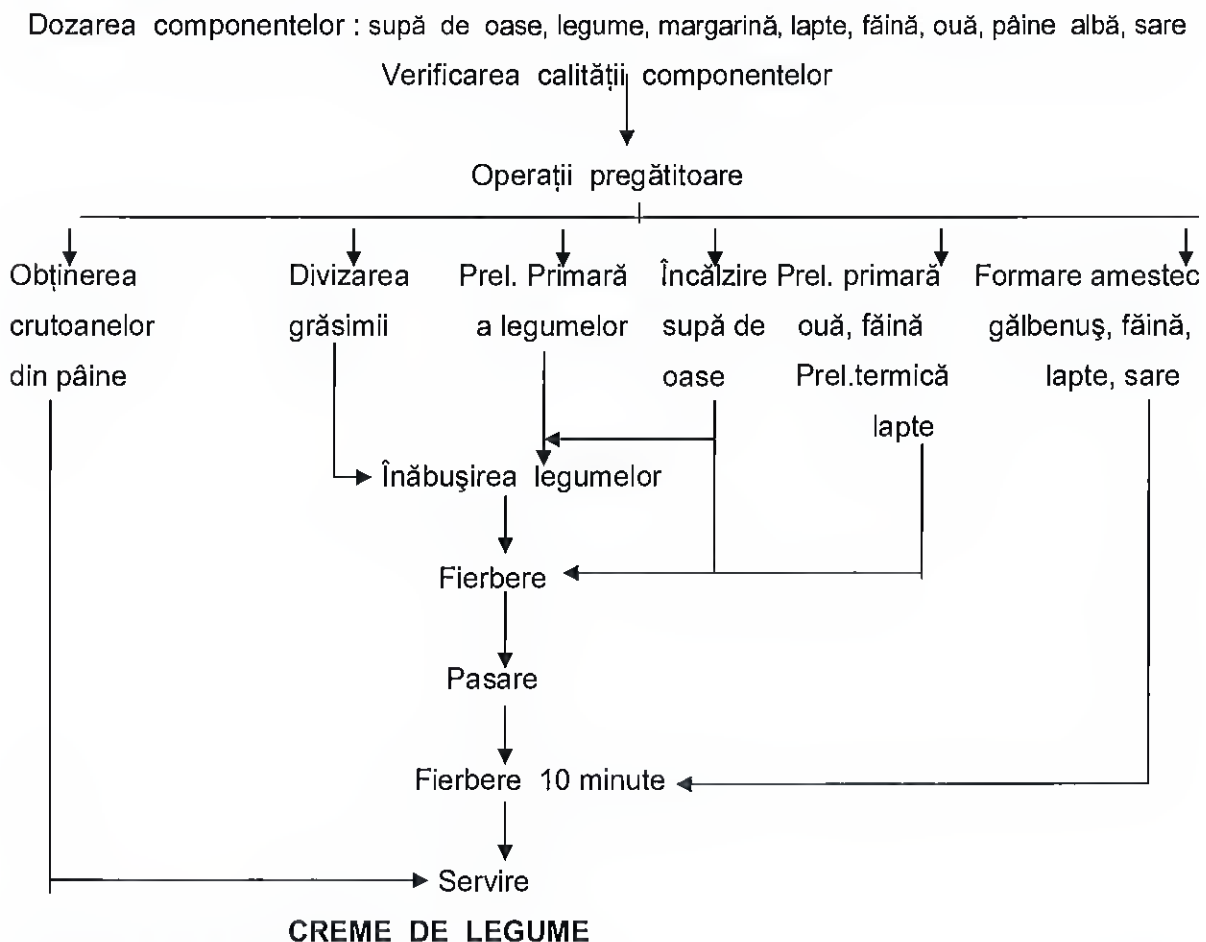 Dozarea componentelor : supă de oase, legume, margarină, lapte, făină, ouă, pâine albă, sare
Verificarea calității componentelor
Operații pregătitoare
Obținerea
crutoanelor
din pâine
Divizarea
grăsimii
Prel. Primară
a legumelor
Încălzire
supă de
oase
Prel. primară
ouă, făină
Prel.termică
lapte
Formare amestec
gălbenuş, făină,
lapte, sare
Înăbuşirea legumelor
Fierbere
Pasare
Fierbere 10 minute
Servire
CREME DE LEGUME